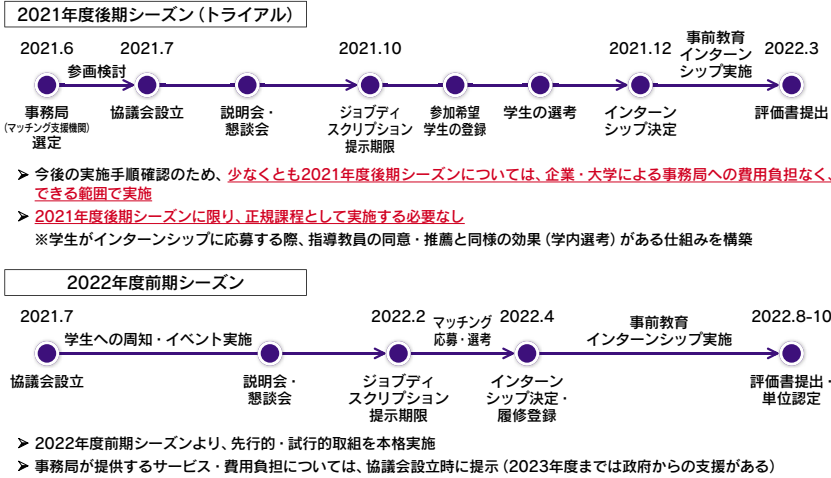 2021年度後期シーズン（トライアル）
2021.6
2021.7
2021.10
2021.12
2022.3
参画検討
事前教育
インターン
シップ実施
事務局
（マッチング支援機関）
選定
協議会設立
説明会・
懇談会
ジョブディ
スクリプション
提示期限
参加希望
学生の登録
学生の選考
インターン
シップ決定
評価書提出
➤ 今後の実施手順確認のため、少なくとも2021年度後期シーズンについては、企業・大学による事務局への費用負担なく、
できる範囲で実施
➤ 2021年度後期シーズンに限り、正規課程として実施する必要なし
※学生がインターンシップに応募する際、指導教員の同意・推薦と同様の効果（学内選考）がある仕組みを構築
2022年度前期シーズン
2021.7
2022.2
2022.4
2022.8-10
学生への周知・イベント実施
マッチング
応募・選考
事前教育
インターンシップ実施
協議会設立
説明会・
懇談会
ジョブディ
スクリプション
提示期限
インターン
シップ決定・
履修登録
評価書提出・
単位認定
➤ 2022年度前期シーズンより、先行的・試行的取組を本格実施
➤ 事務局が提供するサービス・費用負担については、協議会設立時に提示（2023年度までは政府からの支援がある）